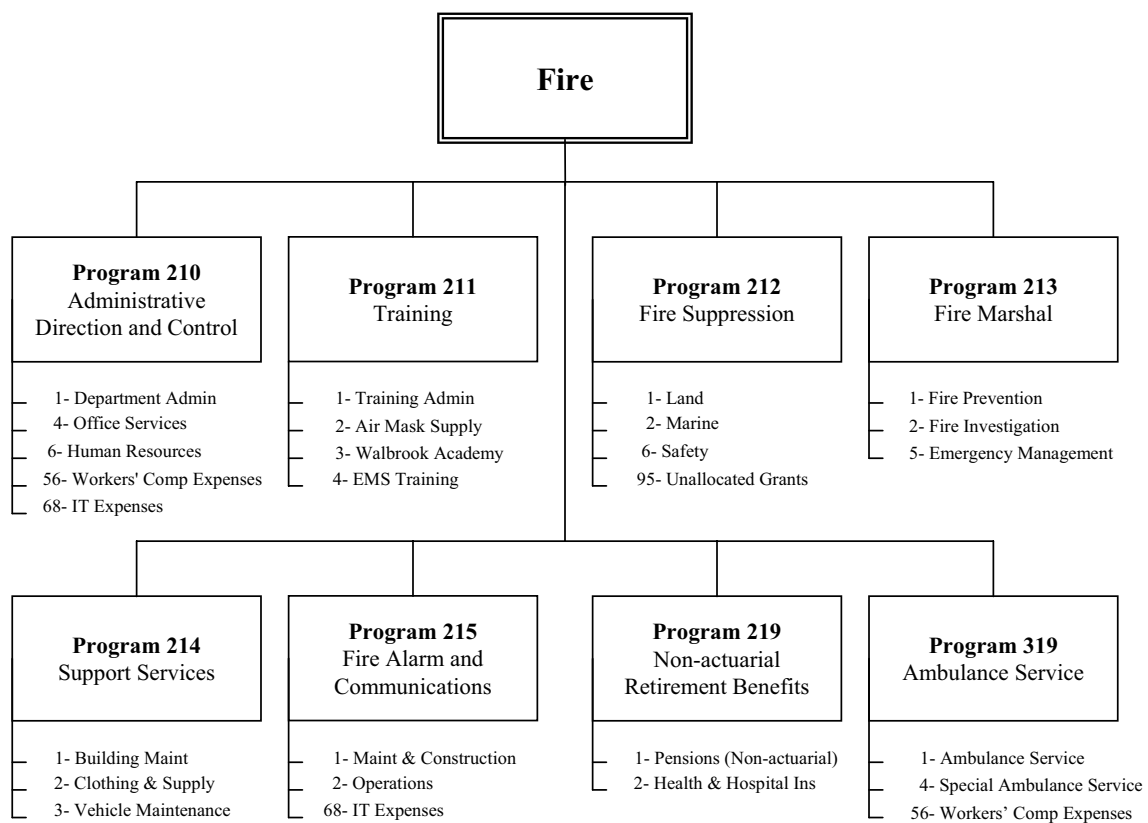 Fire
Program 210
Administrative
Direction and Control
1- Department Admin
4- Office Services
6- Human Resources
56- Workers' Comp Expenses
68- IT Expenses
Program 211
Training
1- Training Admin
2- Air Mask Supply
3- Walbrook Academy
4- EMS Training
Program 212
Fire Suppression
1- Land
2- Marine
6- Safety
95- Unallocated Grants
Program 213
Fire Marshal
1- Fire Prevention
2- Fire Investigation
5- Emergency Management
Program 214
Support Services
1- Building Maint
2- Clothing & Supply
3- Vehicle Maintenance
Program 215
Fire Alarm and
Communications
1- Maint & Construction
2- Operations
68- IT Expenses
Program 219
Non-actuarial
Retirement Benefits
1- Pensions (Non-actuarial)
2- Health & Hospital Ins
Program 319
Ambulance Service
1- Ambulance Service
4- Special Ambulance Service
56- Workers’ Comp Expenses